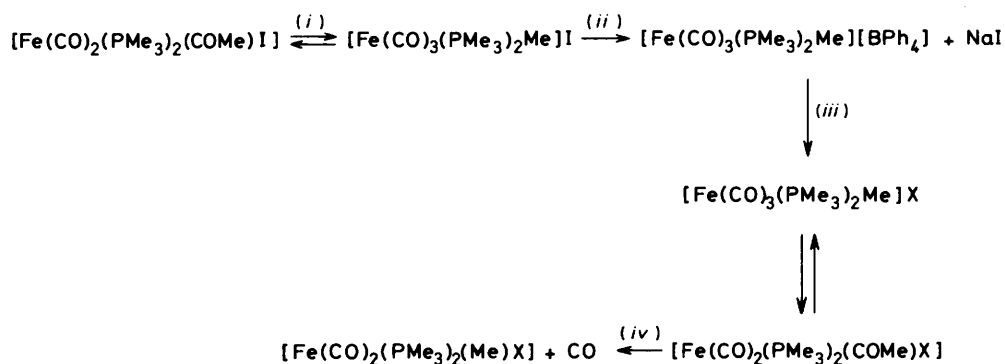 [Fe(CO)₂(PMe₃)₂(COMe)I] (i) [Fe(CO)₃(PMe₃)₂Me]I (ii) [Fe(CO)₃(PMe₃)₂Me][BPh₄] + NaI
(iii)
[Fe(CO)₃(PMe₃)₂Me]X
[Fe(CO)₂(PMe₃)₂(Me)X] + CO (iv) [Fe(CO)₂(PMe₃)₂(COMe)X]